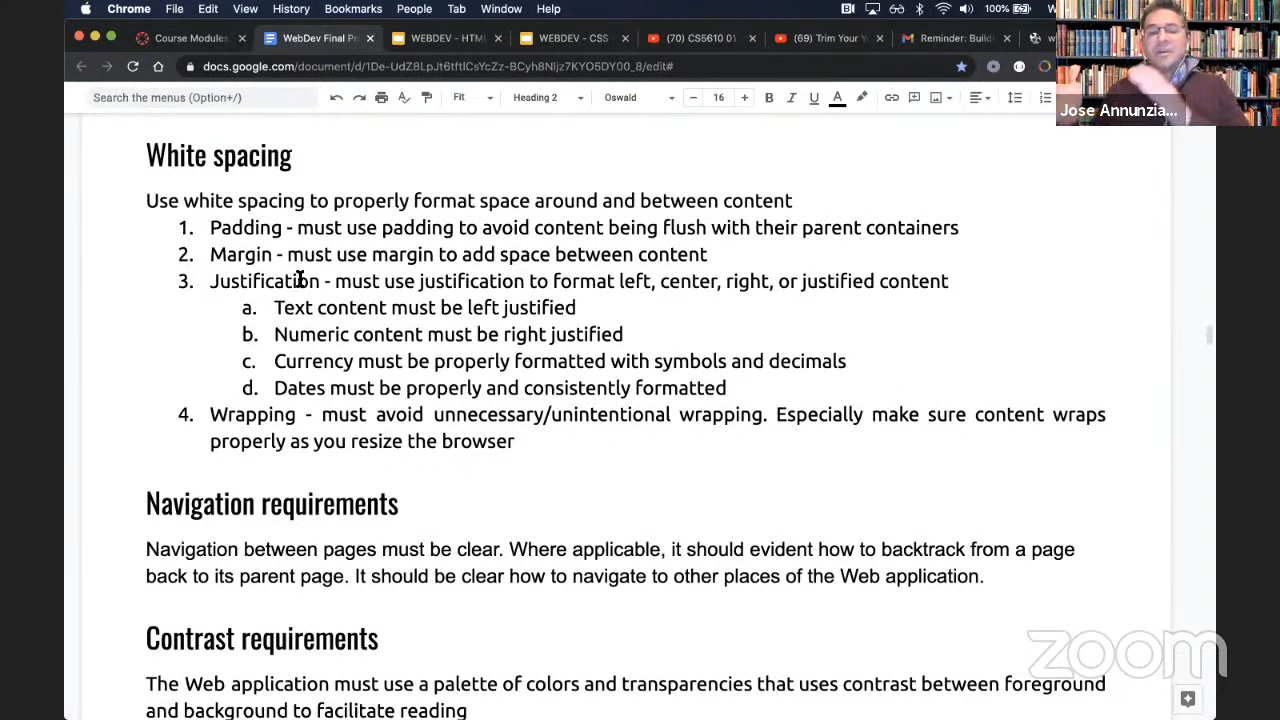 Chrome File Edit View History Bookmarks People Tab Window Help 100%
Course Modules WebDev Final Pr WEBDEV - HTML WEBDEV - CSS (70) CS5610 01 (69) Trim Your Y Gmail Reminder: Build
docs.google.com/document/d/1De-UdZ8LpJt6tftICsYcZz-BCyh8NIjz7KYO5DY00_8/edit#
Search the menus (Option+/) Fit Heading 2 Oswald 16 B I U A
Jose Annunzia...
White spacing
Use white spacing to properly format space around and between content
1. Padding - must use padding to avoid content being flush with their parent containers
2. Margin - must use margin to add space between content
3. Justification - must use justification to format left, center, right, or justified content
a. Text content must be left justified
b. Numeric content must be right justified
c. Currency must be properly formatted with symbols and decimals
d. Dates must be properly and consistently formatted
4. Wrapping - must avoid unnecessary/unintentional wrapping. Especially make sure content wraps
properly as you resize the browser
Navigation requirements
Navigation between pages must be clear. Where applicable, it should evident how to backtrack from a page
back to its parent page. It should be clear how to navigate to other places of the Web application.
Contrast requirements
The Web application must use a palette of colors and transparencies that uses contrast between foreground
and background to facilitate reading
zoom